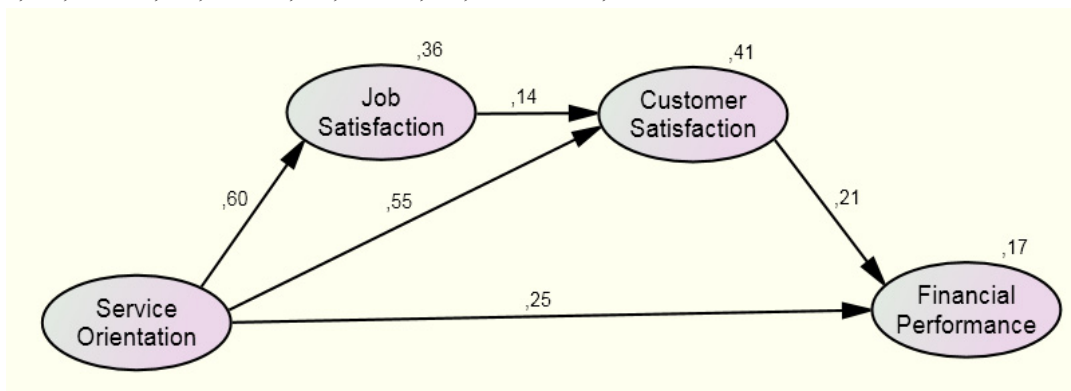 ,36
,41
Job
Satisfaction
,14
Customer
Satisfaction
,60
,55
,21
,17
Service
Orientation
,25
Financial
Performance